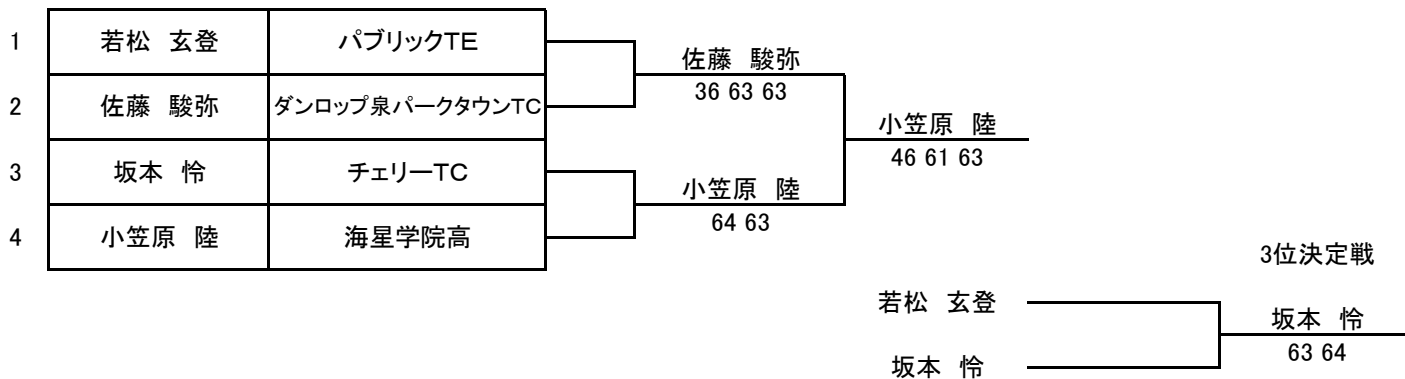 1 若松 玄登 パブリックTE
佐藤 駿弥
36 63 63
2 佐藤 駿弥 ダンロップ泉パークタウンTC
小笠原 陸
46 61 63
3 坂本 怜 チェリーTC
小笠原 陸
64 63
4 小笠原 陸 海星学院高
3位決定戦
若松 玄登
坂本 怜
63 64
坂本 怜